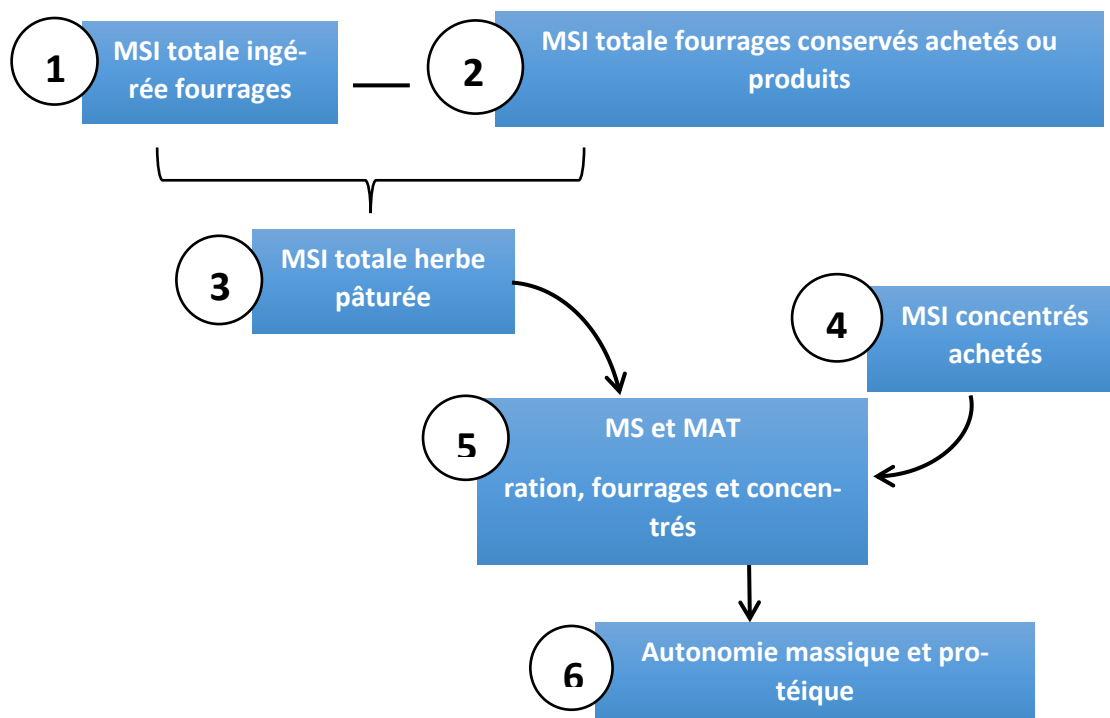 1
MSI totale ingé-
rée fourrages
2
MSI totale fourrages conservés achetés ou
produits
3
MSI totale herbe
pâturée
4
MSI concentrés
achetés
5
MS et MAT
ration, fourrages et concen-
trés
6
Autonomie massique et pro-
téique